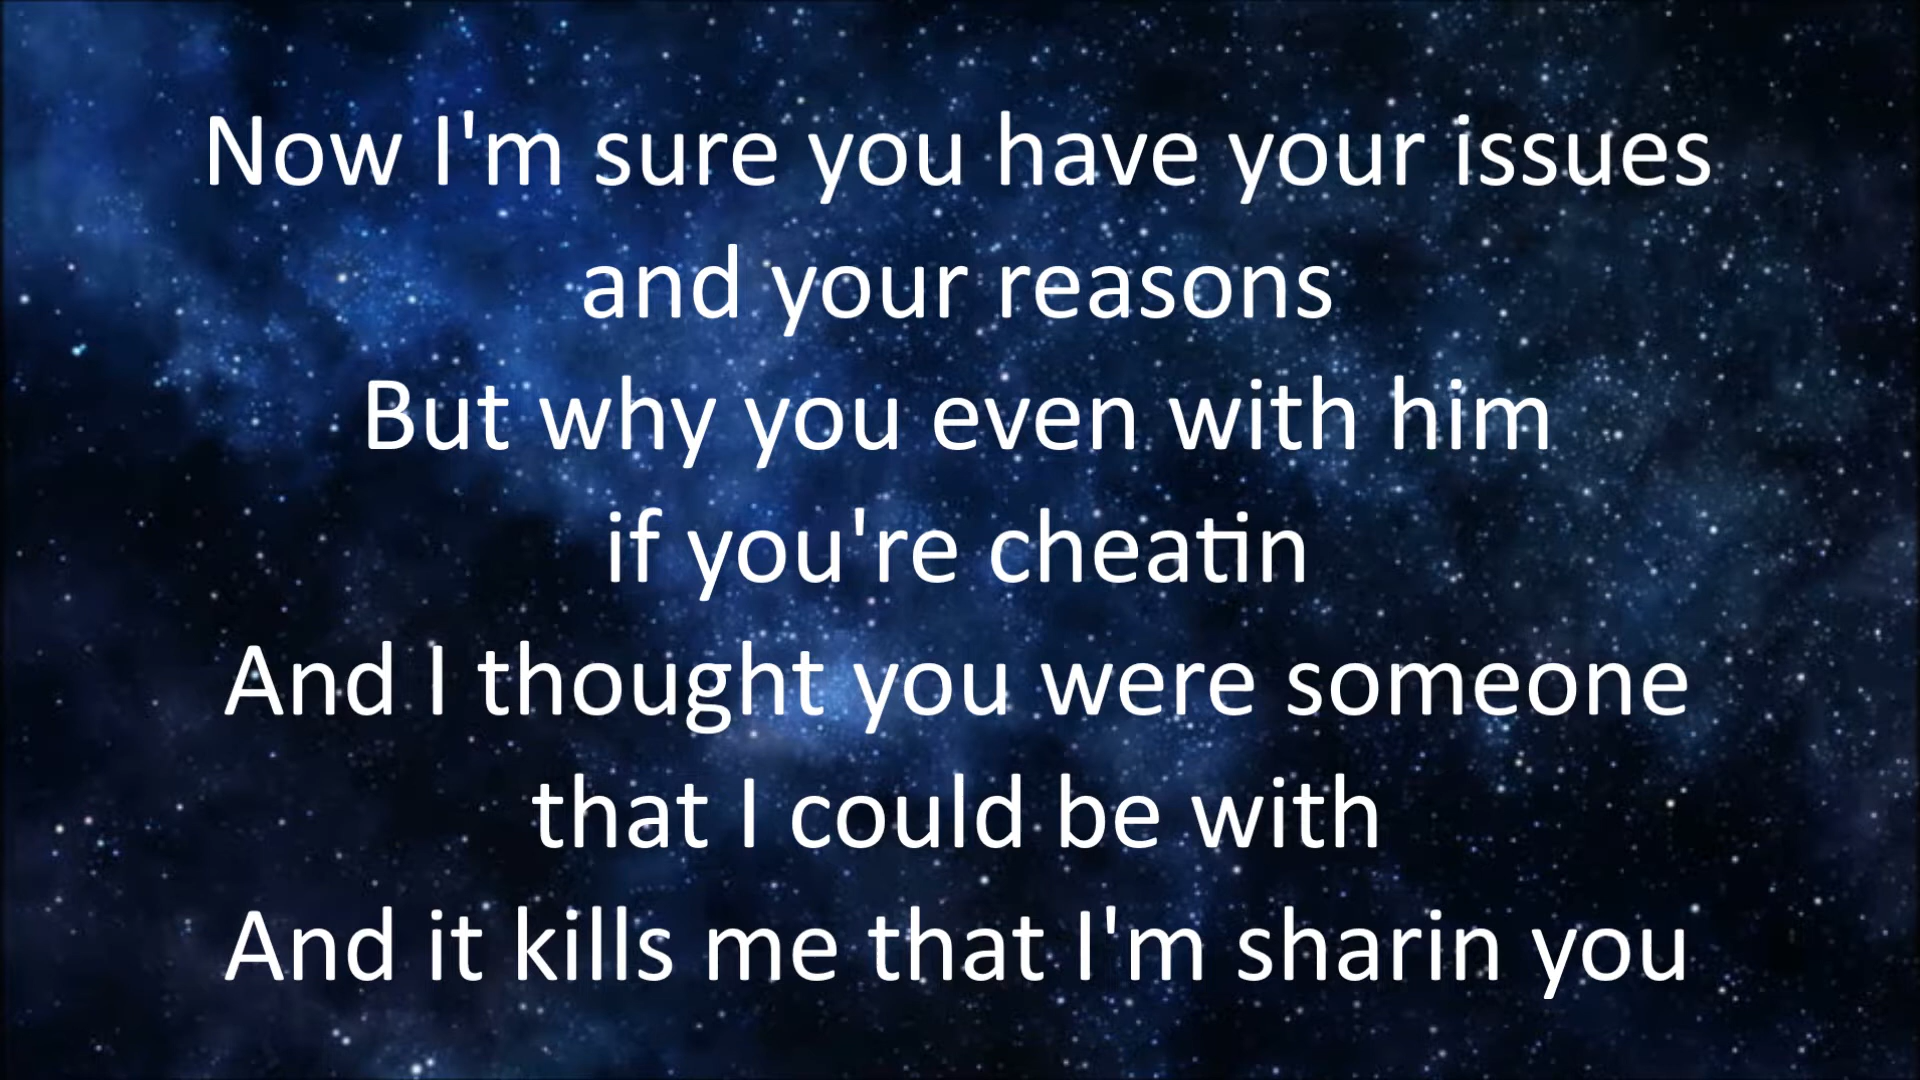 Now I'm sure you have your issues
and your reasons
But why you even with him
if you're cheatin
And I thought you were someone
that I could be with
And it kills me that I'm sharin you